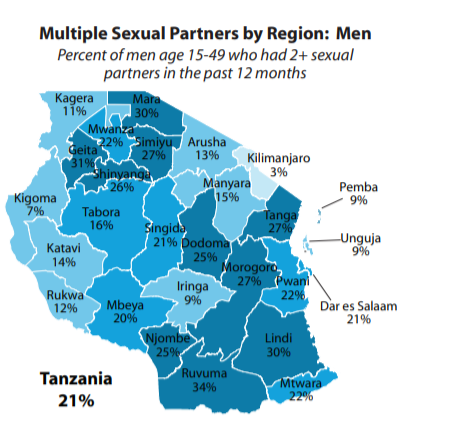 Multiple Sexual Partners by Region: Men
Percent of men age 15-49 who had 2+ sexual
partners in the past 12 months
Kagera
11%
Mara
30%
Mwanza
22%
Simiyu
27%
Geita
31%
Shinyanga
26%
Arusha
13%
Kilimanjaro
3%
Manyara
15%
Kigoma
7%
Tabora
16%
Singida
21%
Dodoma
25%
Tanga
27%
Pemba
9%
Unguja
9%
Katavi
14%
Morogoro
27%
Pwani
22%
Dar es Salaam
21%
Rukwa
12%
Mbeya
20%
Iringa
9%
Njombe
25%
Lindi
30%
Ruvuma
34%
Mtwara
22%
Tanzania
21%